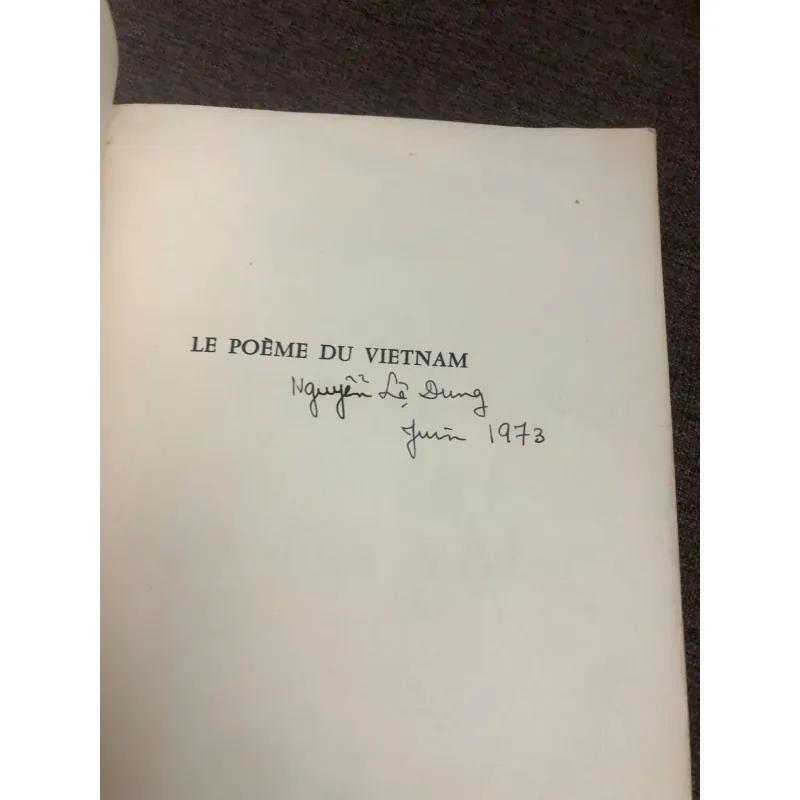 LE POÈME DU VIETNAM
Nguyễn Lệ Dung
Juin 1973